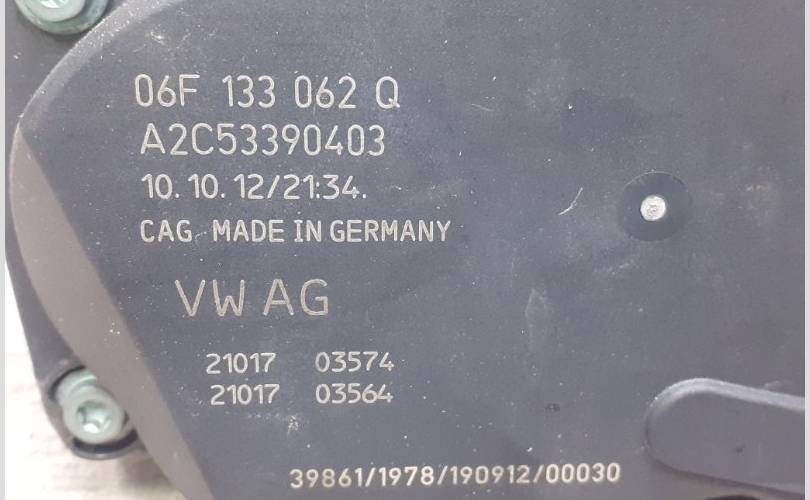 06F 133 062 Q
A2C53390403
10.10.12/21:34.
CAG MADE IN GERMANY
VW AG
21017 03574
21017 03564
39861/1978/190912/00030